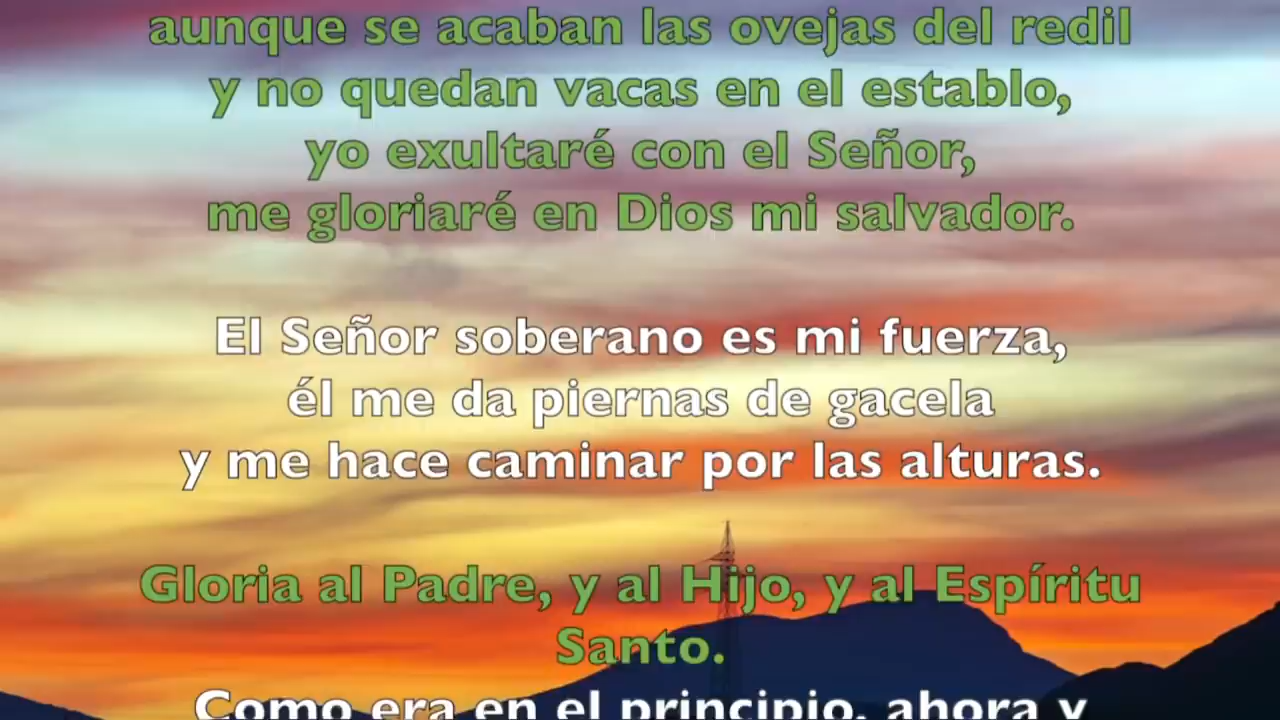 aunque se acaban las ovejas del redil
y no quedan vacas en el establo,
yo exultaré con el Señor,
me gloriaré en Dios mi salvador.
El Señor soberano es mi fuerza,
él me da piernas de gacela
y me hace caminar por las alturas.
Gloria al Padre, y al Hijo, y al Espíritu
Santo.
Como era en el principio, ahora y